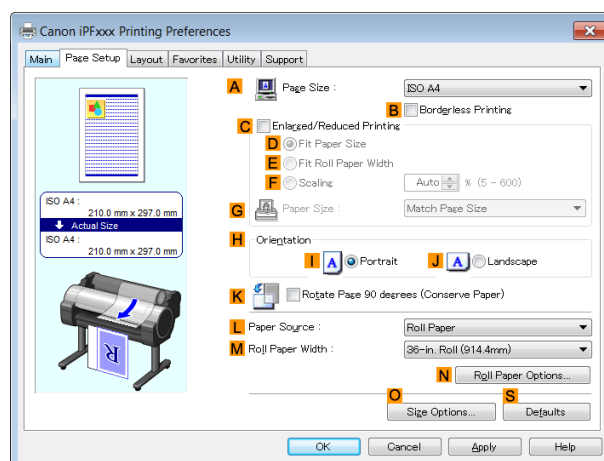 Canon iPFxxx Printing Preferences
Main Page Setup Layout Favorites Utility Support
A Page Size : ISO A4
B Borderless Printing
C Enlarged/Reduced Printing
D Fit Paper Size
E Fit Roll Paper Width
F Scaling Auto % (5 - 600)
G Paper Size : Match Page Size
ISO A4 :
210.0 mm x 297.0 mm
Actual Size
ISO A4 :
210.0 mm x 297.0 mm
H Orientation
I A Portrait J A Landscape
K Rotate Page 90 degrees (Conserve Paper)
L Paper Source : Roll Paper
M Roll Paper Width : 36-in. Roll (914.4mm)
R
N Roll Paper Options...
O S
Size Options... Defaults
OK Cancel Apply Help